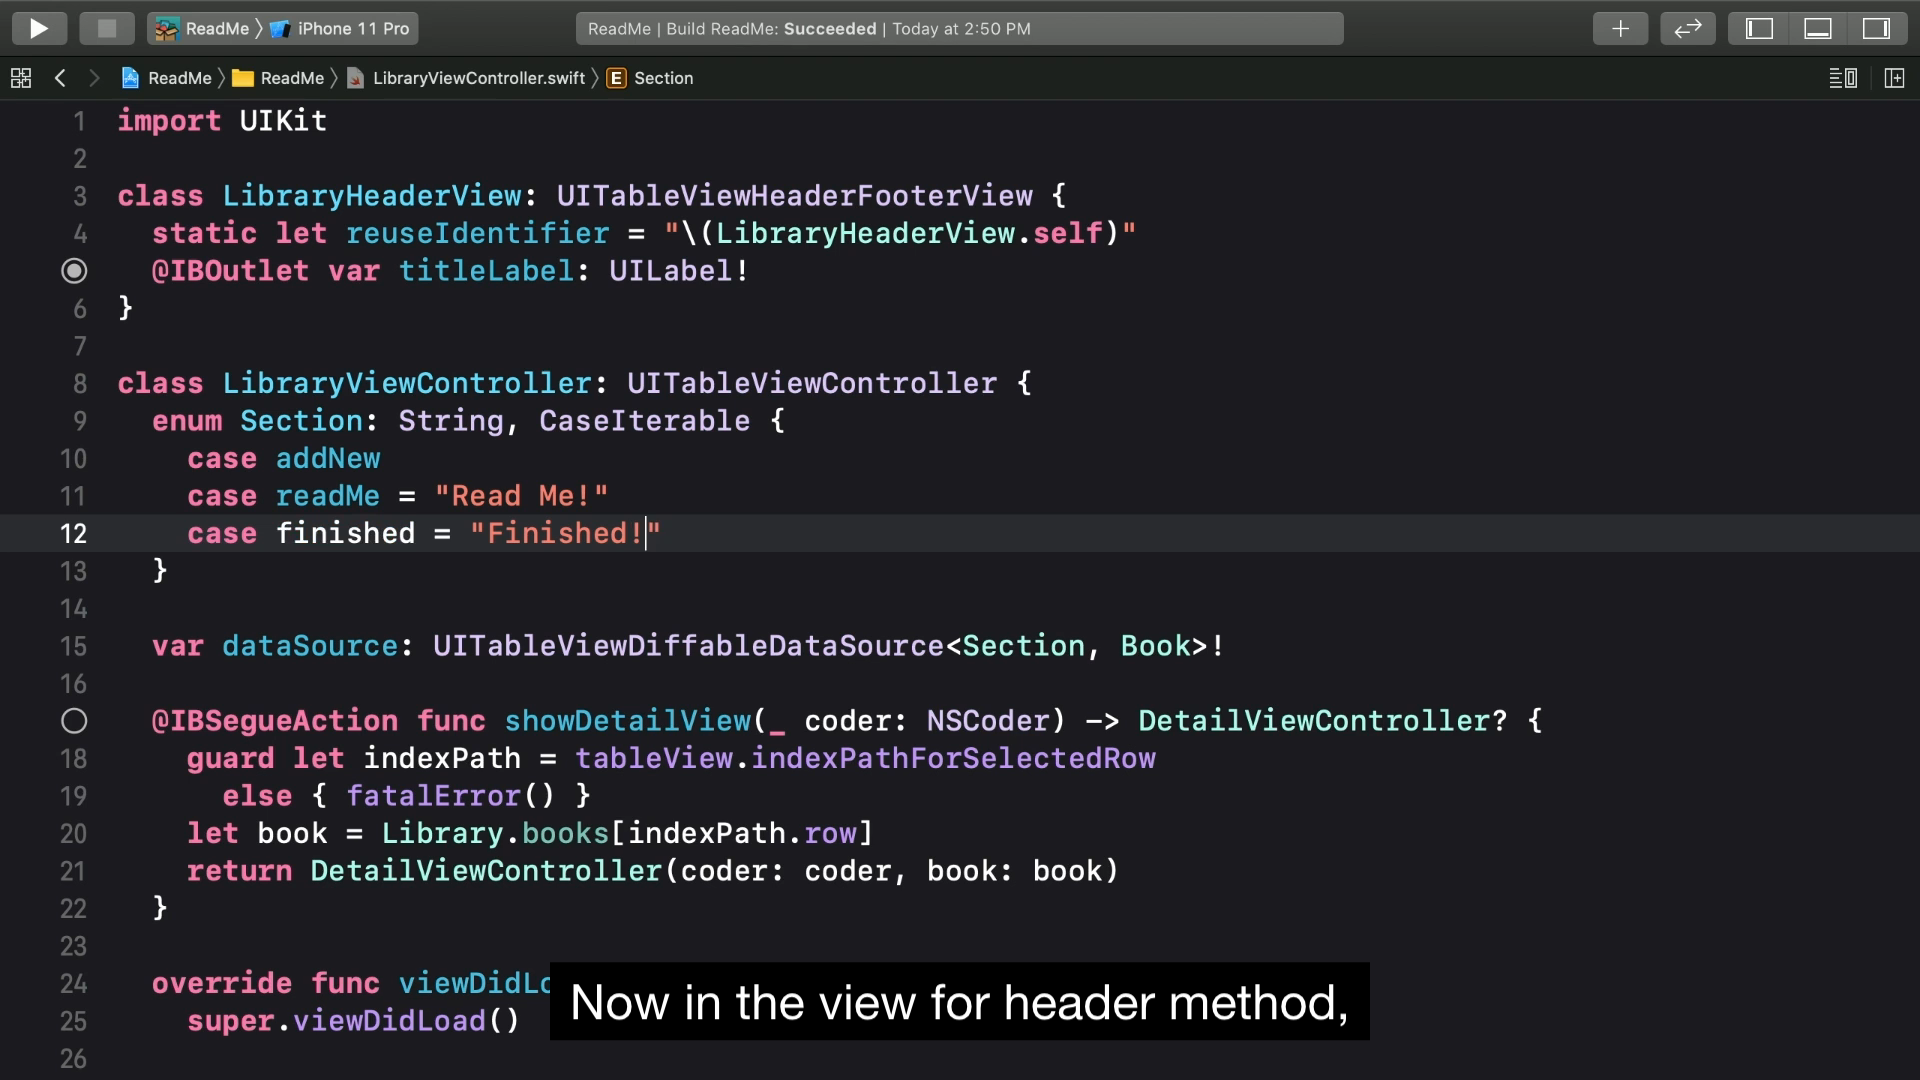 ReadMe 〉 iPhone 11 Pro
ReadMe | Build ReadMe: Succeeded | Today at 2:50 PM
ReadMe 〉 ReadMe 〉 LibraryViewController.swift 〉 E Section
1 import UIKit
2
3 class LibraryHeaderView: UITableViewHeaderFooterView {
4 static let reuseIdentifier = "\(LibraryHeaderView.self)"
@IBOutlet var titleLabel: UILabel!
6 }
7
8 class LibraryViewController: UITableViewController {
9 enum Section: String, CaseIterable {
10 case addNew
11 case readMe = "Read Me!"
12 case finished = "Finished!"
13 }
14
15 var dataSource: UITableViewDiffableDataSource<Section, Book>!
16
@IBSegueAction func showDetailView(_ coder: NSCoder) -> DetailViewController? {
18 guard let indexPath = tableView.indexPathForSelectedRow
19 else { fatalError() }
20 let book = Library.books[indexPath.row]
21 return DetailViewController(coder: coder, book: book)
22 }
23
24 override func viewDidLo
25 super.viewDidLoad()
26
Now in the view for header method,